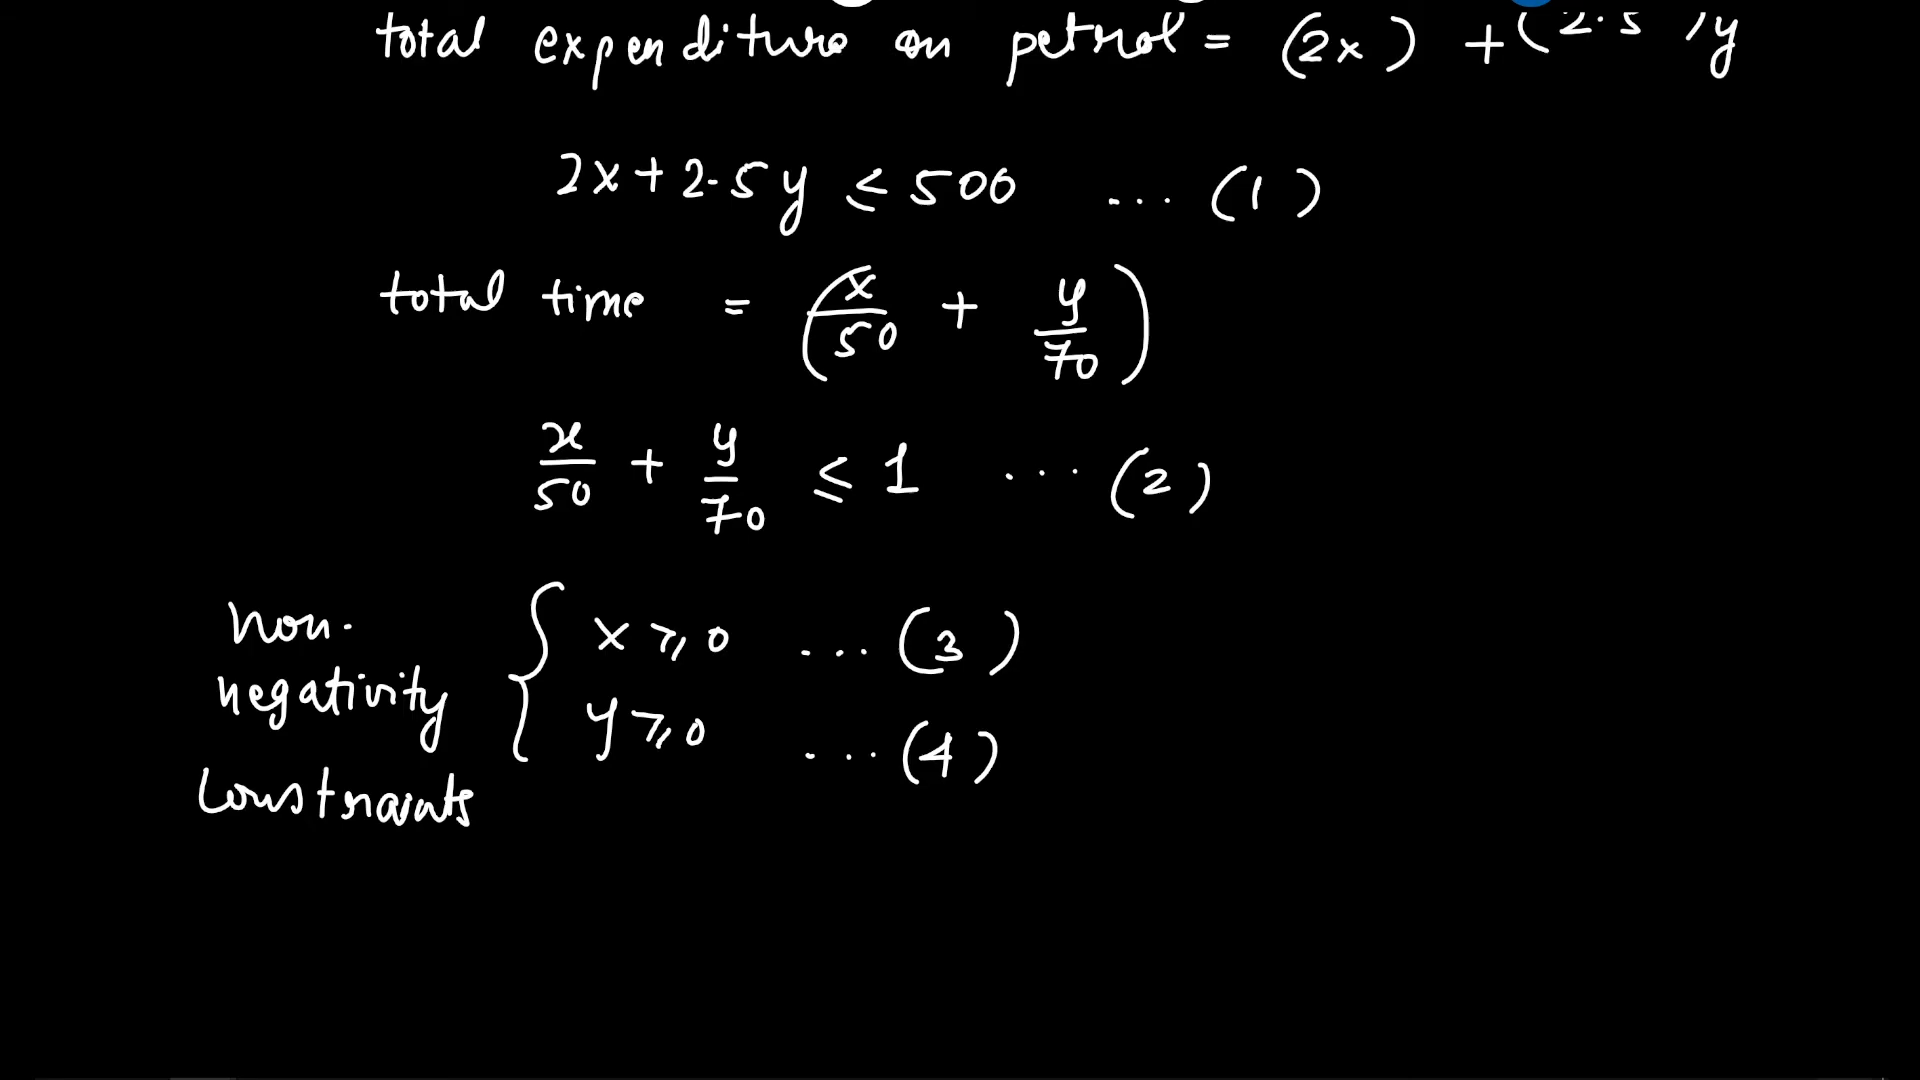 total expenditure on petrol = (2x) + (2.5)y
2x + 2.5y ≤ 500 ... (1)
total time = (x/50 + y/70)
x/50 + y/70 ≤ 1 ... (2)
non-
negativity
constraints
{ x ≥ 0 ... (3)
y ≥ 0 ... (4)